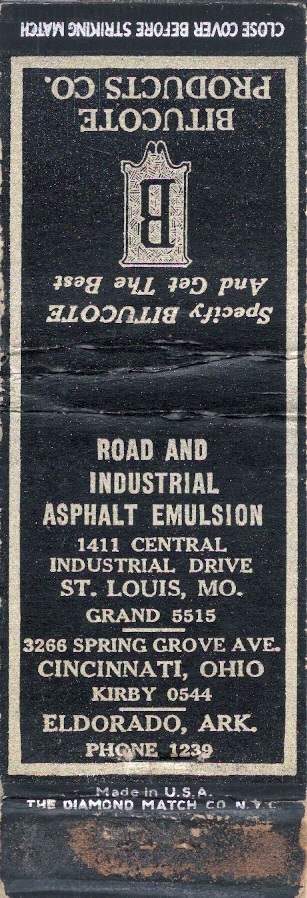 CLOSE COVER BEFORE STRIKING MATCH
BITUCOTE
PRODUCTS CO.
B
Specify BITUCOTE
And Get The Best
ROAD AND
INDUSTRIAL
ASPHALT EMULSION
1411 CENTRAL
INDUSTRIAL DRIVE
ST. LOUIS, MO.
GRAND 5515
3266 SPRING GROVE AVE.
CINCINNATI, OHIO
KIRBY 0544
ELDORADO, ARK.
PHONE 1239
Made in U.S.A.
THE DIAMOND MATCH CO. N.Y.C.